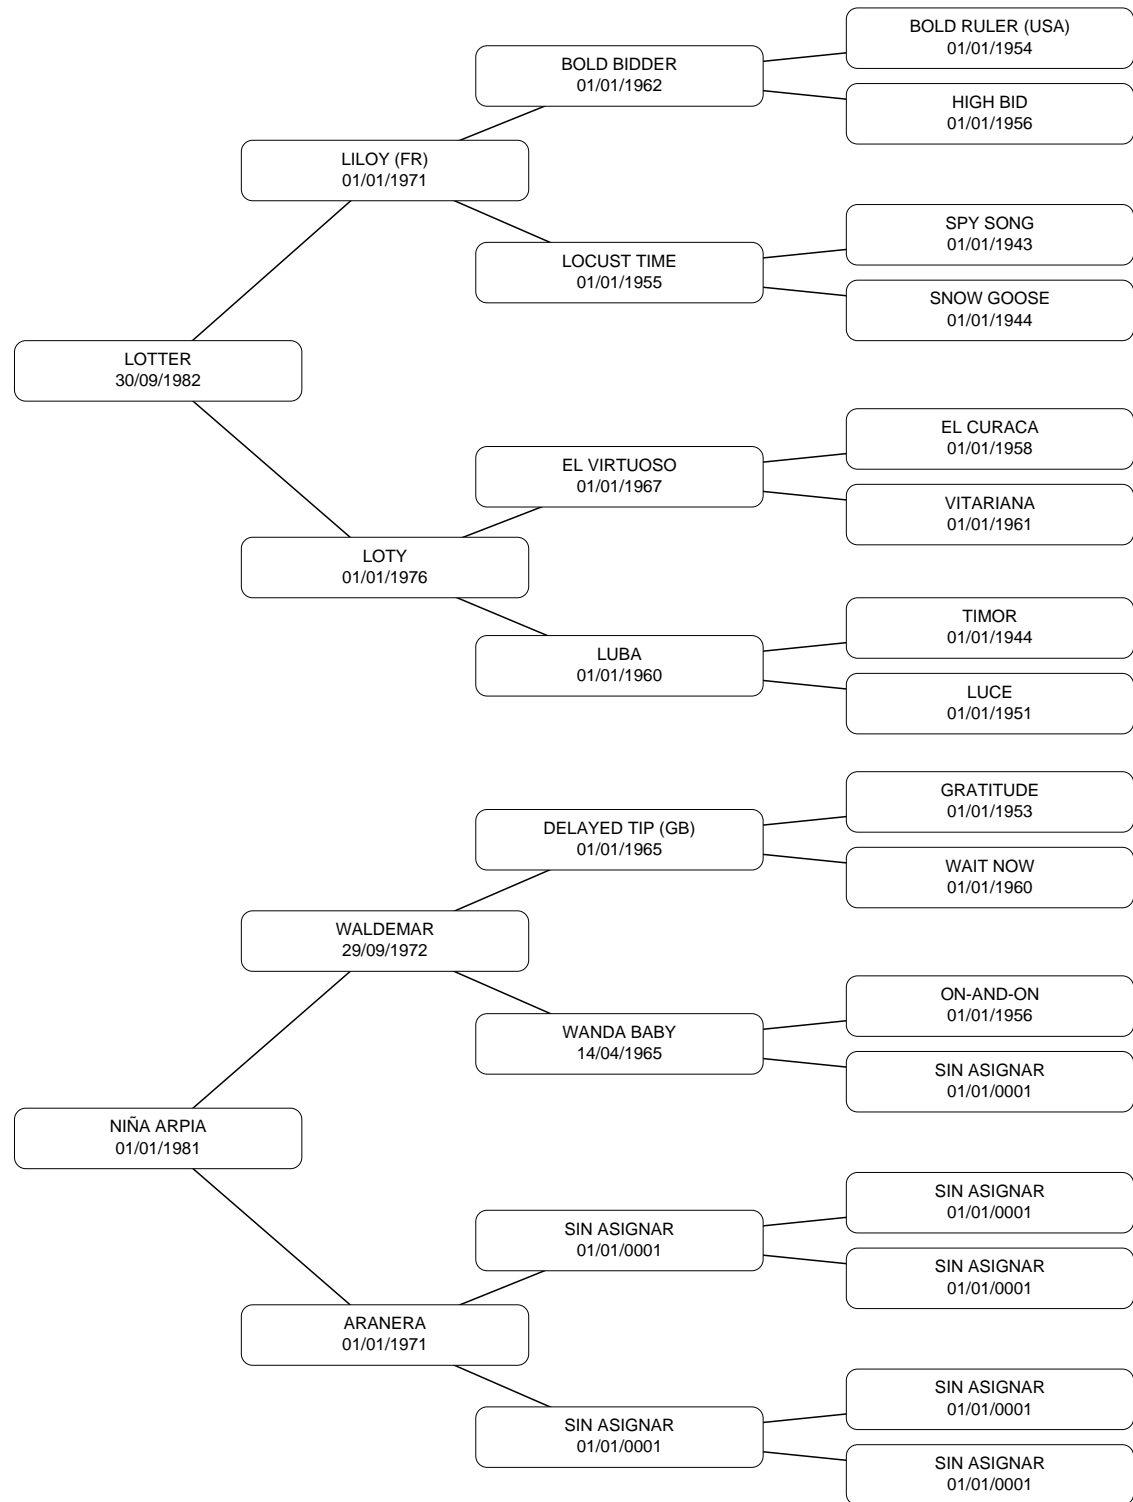 BOLD RULER (USA)
01/01/1954
BOLD BIDDER
01/01/1962
HIGH BID
01/01/1956
LILOY (FR)
01/01/1971
SPY SONG
01/01/1943
LOCUST TIME
01/01/1955
SNOW GOOSE
01/01/1944
LOTTER
30/09/1982
EL CURACA
01/01/1958
EL VIRTUOSO
01/01/1967
VITARIANA
01/01/1961
LOTY
01/01/1976
TIMOR
01/01/1944
LUBA
01/01/1960
LUCE
01/01/1951
GRATITUDE
01/01/1953
DELAYED TIP (GB)
01/01/1965
WAIT NOW
01/01/1960
WALDEMAR
29/09/1972
ON-AND-ON
01/01/1956
WANDA BABY
14/04/1965
SIN ASIGNAR
01/01/0001
NIÑA ARPIA
01/01/1981
SIN ASIGNAR
01/01/0001
SIN ASIGNAR
01/01/0001
SIN ASIGNAR
01/01/0001
ARANERA
01/01/1971
SIN ASIGNAR
01/01/0001
SIN ASIGNAR
01/01/0001
SIN ASIGNAR
01/01/0001